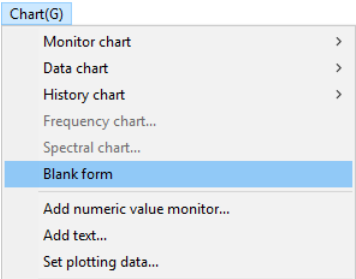 Chart(G)
Monitor chart
Data chart
History chart
Frequency chart...
Spectral chart...
Blank form
Add numeric value monitor...
Add text...
Set plotting data...